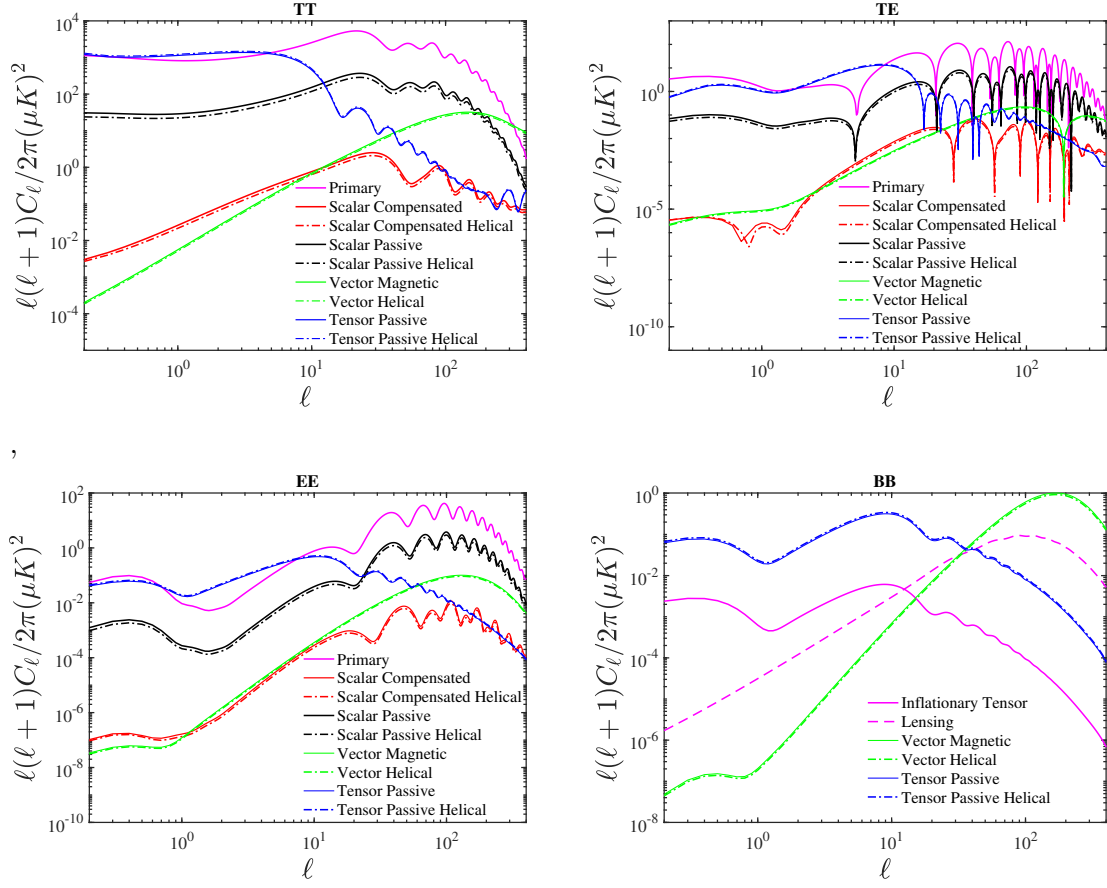 TT
10^4
10^2
10^0
10^-2
10^-4
ℓ(ℓ + 1)C_ℓ/2π(μK)^2
Primary
Scalar Compensated
Scalar Compensated Helical
Scalar Passive
Scalar Passive Helical
Vector Magnetic
Vector Helical
Tensor Passive
Tensor Passive Helical
10^0 10^1 10^2
ℓ
TE
10^0
10^-5
10^-10
ℓ(ℓ + 1)C_ℓ/2π(μK)^2
Primary
Scalar Compensated
Scalar Compensated Helical
Scalar Passive
Scalar Passive Helical
Vector Magnetic
Vector Helical
Tensor Passive
Tensor Passive Helical
10^0 10^1 10^2
ℓ
,
EE
10^2
10^0
10^-2
10^-4
10^-6
10^-8
10^-10
ℓ(ℓ + 1)C_ℓ/2π(μK)^2
Primary
Scalar Compensated
Scalar Compensated Helical
Scalar Passive
Scalar Passive Helical
Vector Magnetic
Vector Helical
Tensor Passive
Tensor Passive Helical
10^0 10^1 10^2
ℓ
BB
10^0
10^-2
10^-4
10^-6
10^-8
ℓ(ℓ + 1)C_ℓ/2π(μK)^2
Inflationary Tensor
Lensing
Vector Magnetic
Vector Helical
Tensor Passive
Tensor Passive Helical
10^0 10^1 10^2
ℓ